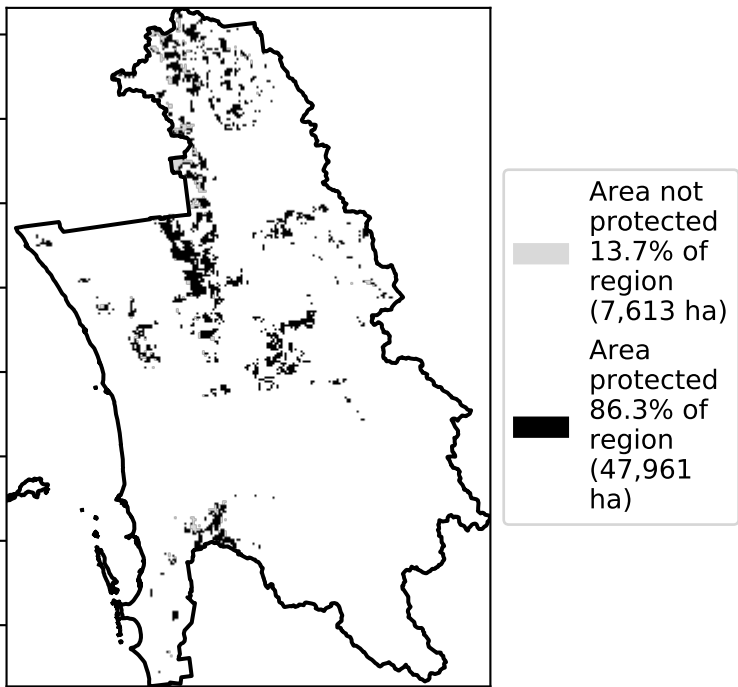 Area not
protected
13.7% of
region
(7,613 ha)
Area
protected
86.3% of
region
(47,961
ha)